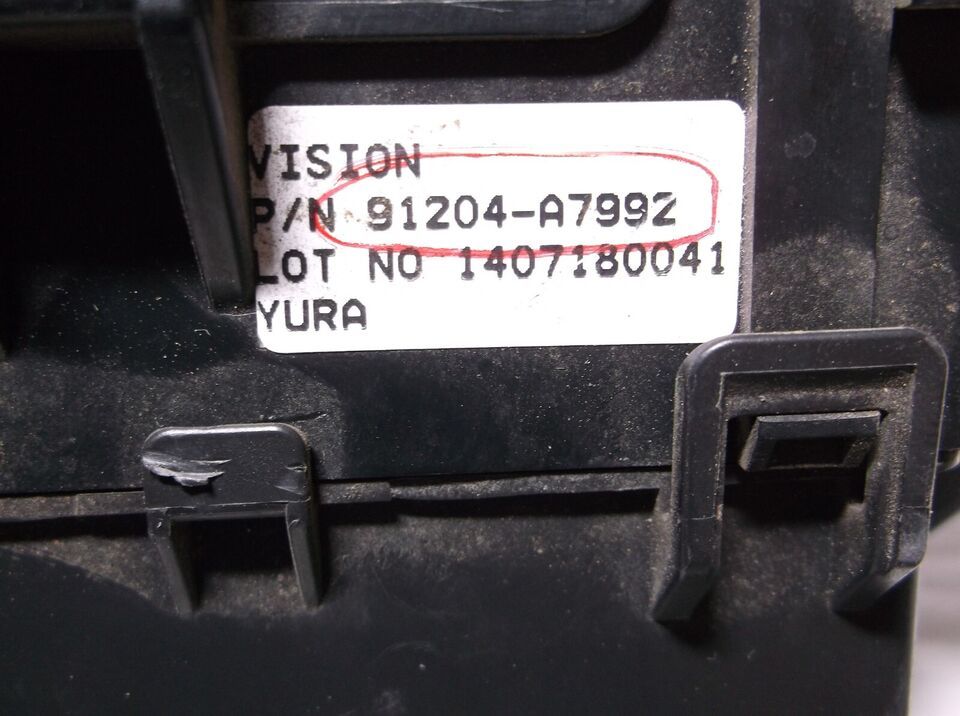 VISION
P/N 91204-A7992
LOT NO 1407180041
YURA